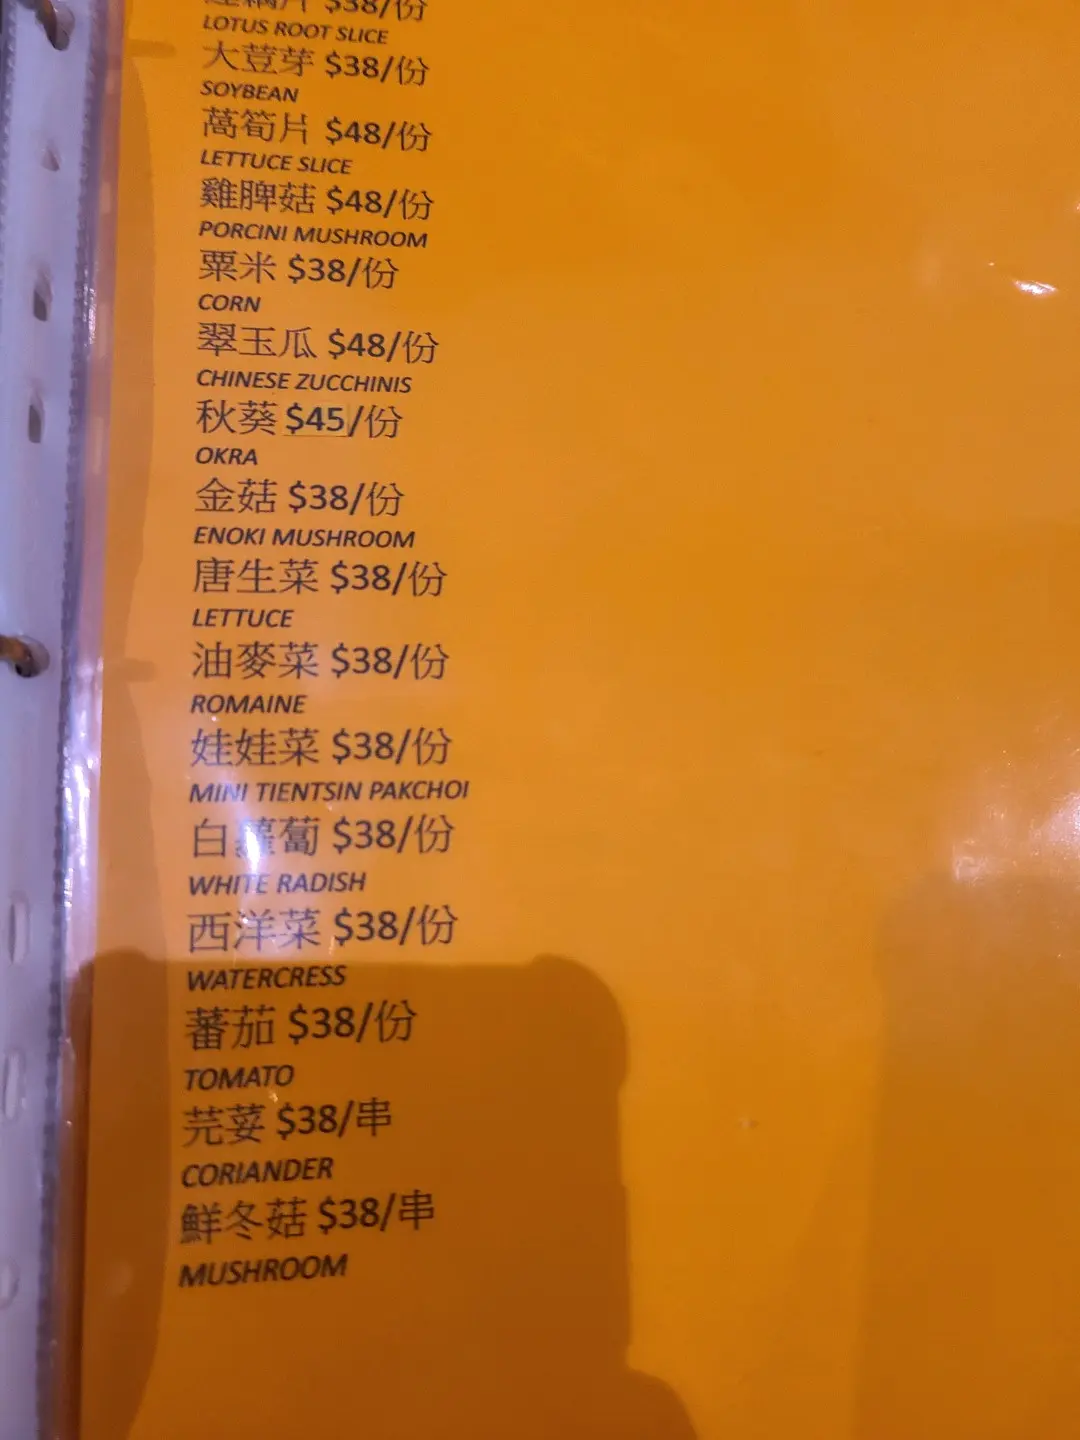 $38/份
LOTUS ROOT SLICE
大荳芽 $38/份
SOYBEAN
萵筍片 $48/份
LETTUCE SLICE
雞脾菇 $48/份
PORCINI MUSHROOM
粟米 $38/份
CORN
翠玉瓜 $48/份
CHINESE ZUCCHINIS
秋葵 $45/份
OKRA
金菇 $38/份
ENOKI MUSHROOM
唐生菜 $38/份
LETTUCE
油麥菜 $38/份
ROMAINE
娃娃菜 $38/份
MINI TIENTSIN PAKCHOI
白蘿蔔 $38/份
WHITE RADISH
西洋菜 $38/份
WATERCRESS
蕃茄 $38/份
TOMATO
芫荽 $38/串
CORIANDER
鮮冬菇 $38/串
MUSHROOM